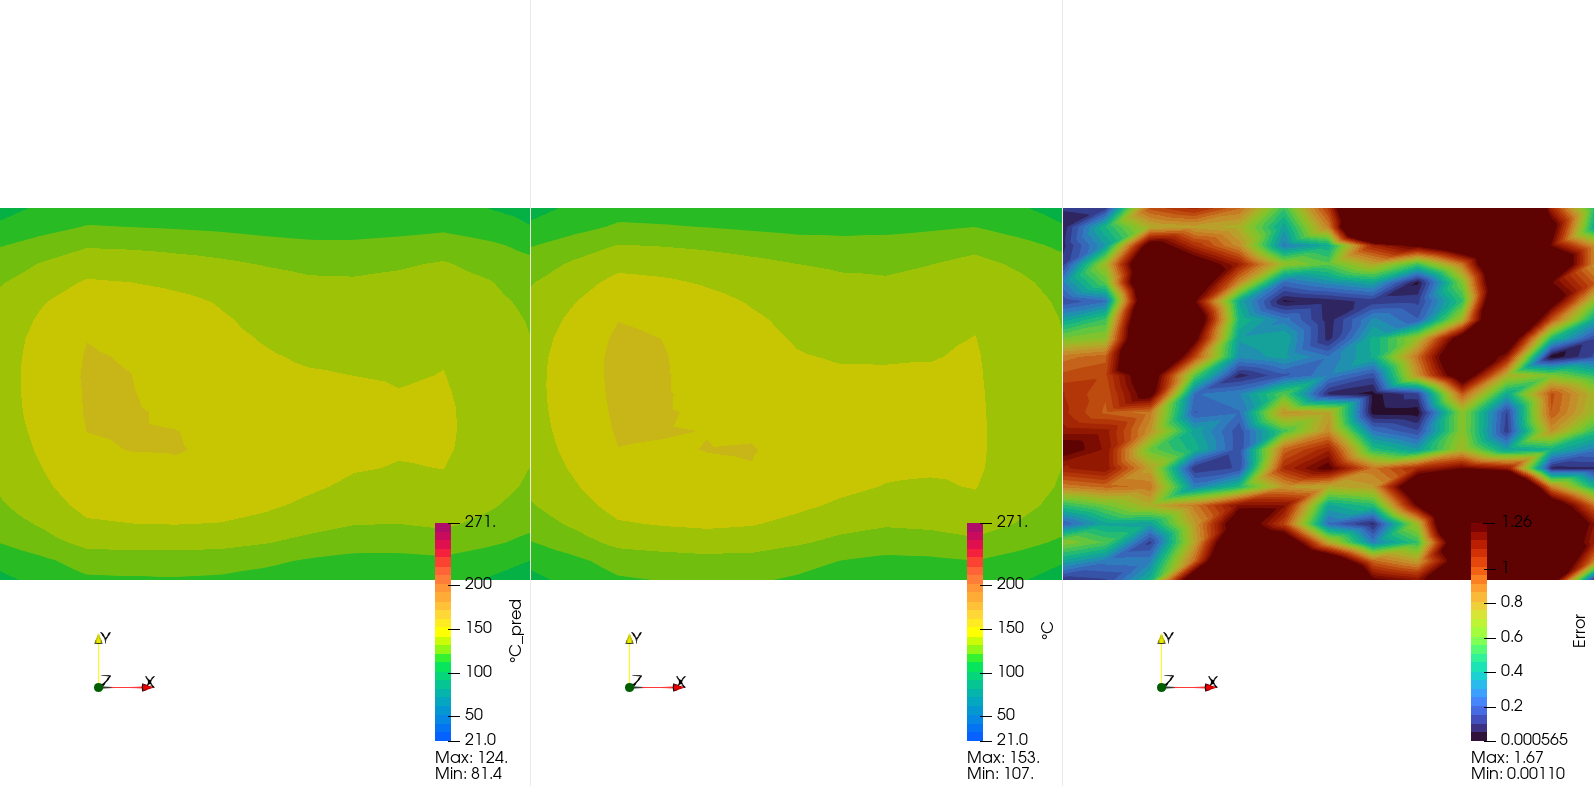 271.
200
150
100
50
21.0
°C_pred
Max: 124.
Min: 81.4
Y
Z
X
271.
200
150
100
50
21.0
°C
Max: 153.
Min: 107.
Y
Z
X
1.26
1
0.8
0.6
0.4
0.2
0.000565
Error
Max: 1.67
Min: 0.00110
Y
Z
X